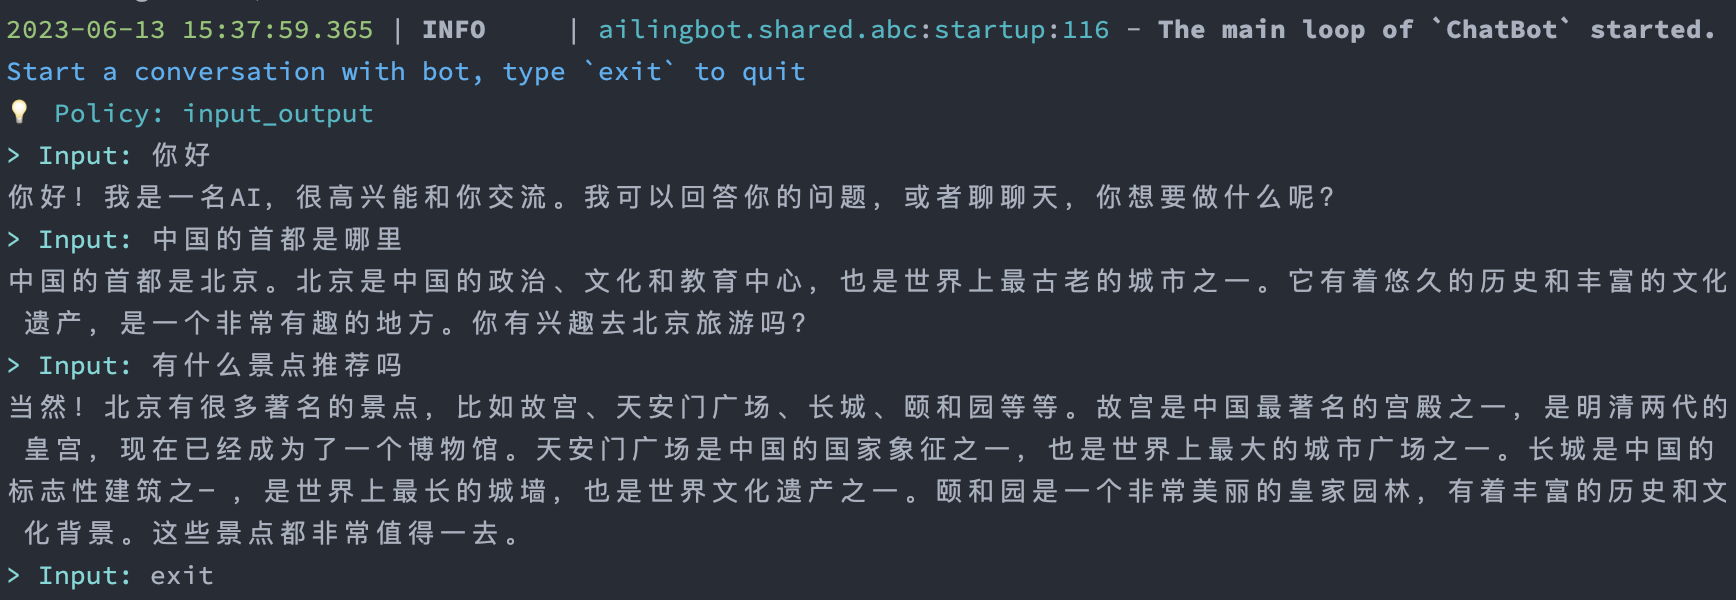 2023-06-13 15:37:59.365 | INFO     | ailingbot.shared.abc:startup:116 - The main loop of `ChatBot` started.
Start a conversation with bot, type `exit` to quit
💡 Policy: input_output
> Input: 你好
你好！我是一名AI，很高兴能和你交流。我可以回答你的问题，或者聊聊天，你想要做什么呢？
> Input: 中国的首都是哪里
中国的首都是北京。北京是中国的政治、文化和教育中心，也是世界上最古老的城市之一。它有着悠久的历史和丰富的文化
遗产，是一个非常有趣的地方。你有兴趣去北京旅游吗？
> Input: 有什么景点推荐吗
当然！北京有很多著名的景点，比如故宫、天安门广场、长城、颐和园等等。故宫是中国最著名的宫殿之一，是明清两代的
皇宫，现在已经成为了一个博物馆。天安门广场是中国的国家象征之一，也是世界上最大的城市广场之一。长城是中国的
标志性建筑之一，是世界上最长的城墙，也是世界文化遗产之一。颐和园是一个非常美丽的皇家园林，有着丰富的历史和文
化背景。这些景点都非常值得一去。
> Input: exit